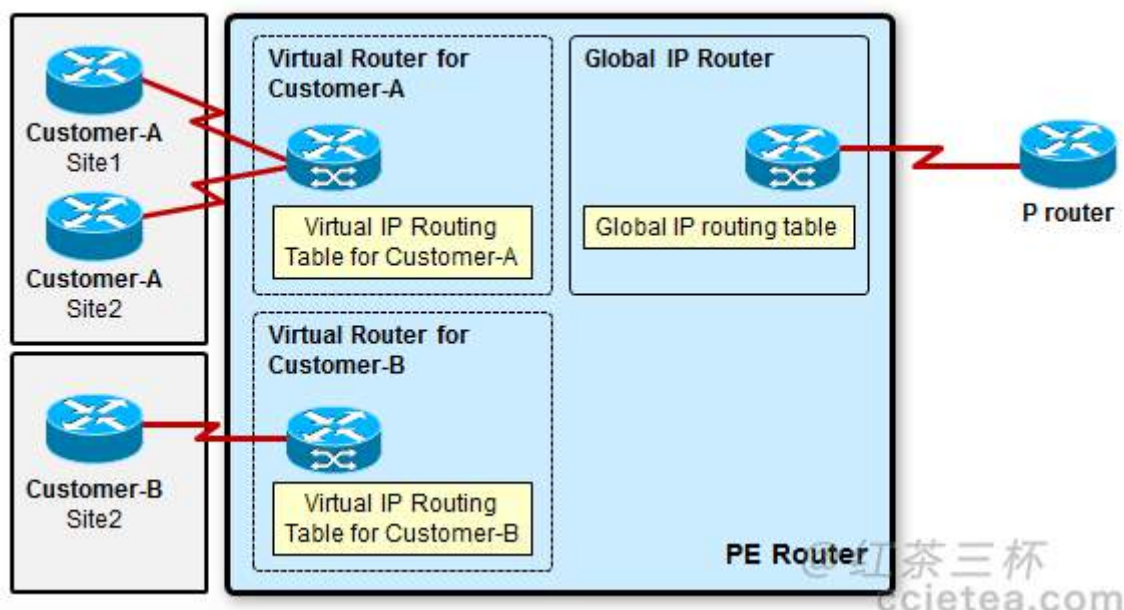 Customer-A
Site1
Customer-A
Site2
Customer-B
Site2
Virtual Router for
Customer-A
Virtual IP Routing
Table for Customer-A
Virtual Router for
Customer-B
Virtual IP Routing
Table for Customer-B
Global IP Router
Global IP routing table
PE Router
P router
@红茶三杯
ccietea.com